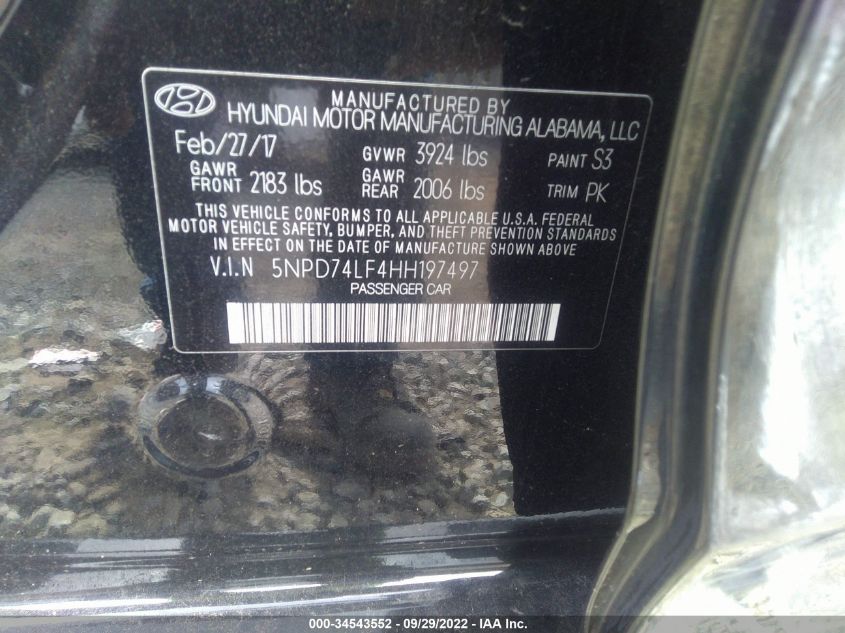 MANUFACTURED BY
HYUNDAI MOTOR MANUFACTURING ALABAMA, LLC
Feb/27/17 GVWR 3924 lbs PAINT S3
GAWR FRONT 2183 lbs GAWR REAR 2006 lbs TRIM PK
THIS VEHICLE CONFORMS TO ALL APPLICABLE U.S.A. FEDERAL
MOTOR VEHICLE SAFETY, BUMPER, AND THEFT PREVENTION STANDARDS
IN EFFECT ON THE DATE OF MANUFACTURE SHOWN ABOVE
V.I.N 5NPD74LF4HH197497
PASSENGER CAR
000-34543552 - 09/29/2022 - IAA Inc.